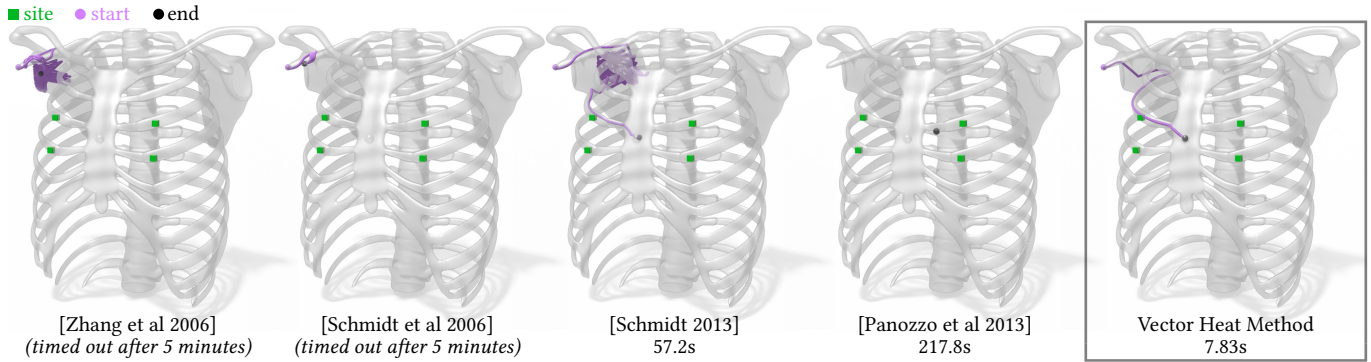 site start end
[Zhang et al 2006]
(timed out after 5 minutes)
[Schmidt et al 2006]
(timed out after 5 minutes)
[Schmidt 2013]
57.2s
[Panozzo et al 2013]
217.8s
Vector Heat Method
7.83s